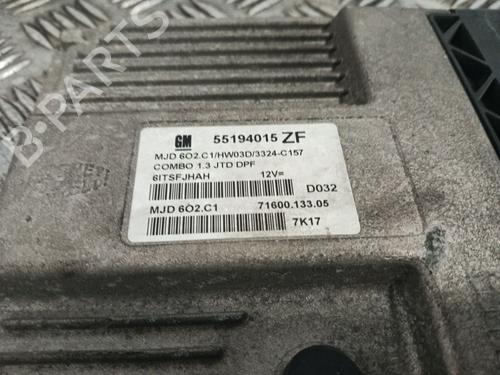 B-PARTS
GM 55194015 ZF
MJD 6O2.C1/HW03D/3324-C157
COMBO 1.3 JTD DPF
6ITSFJHAH 12V=
D032
MJD 6O2.C1 71600.133.05
7K17